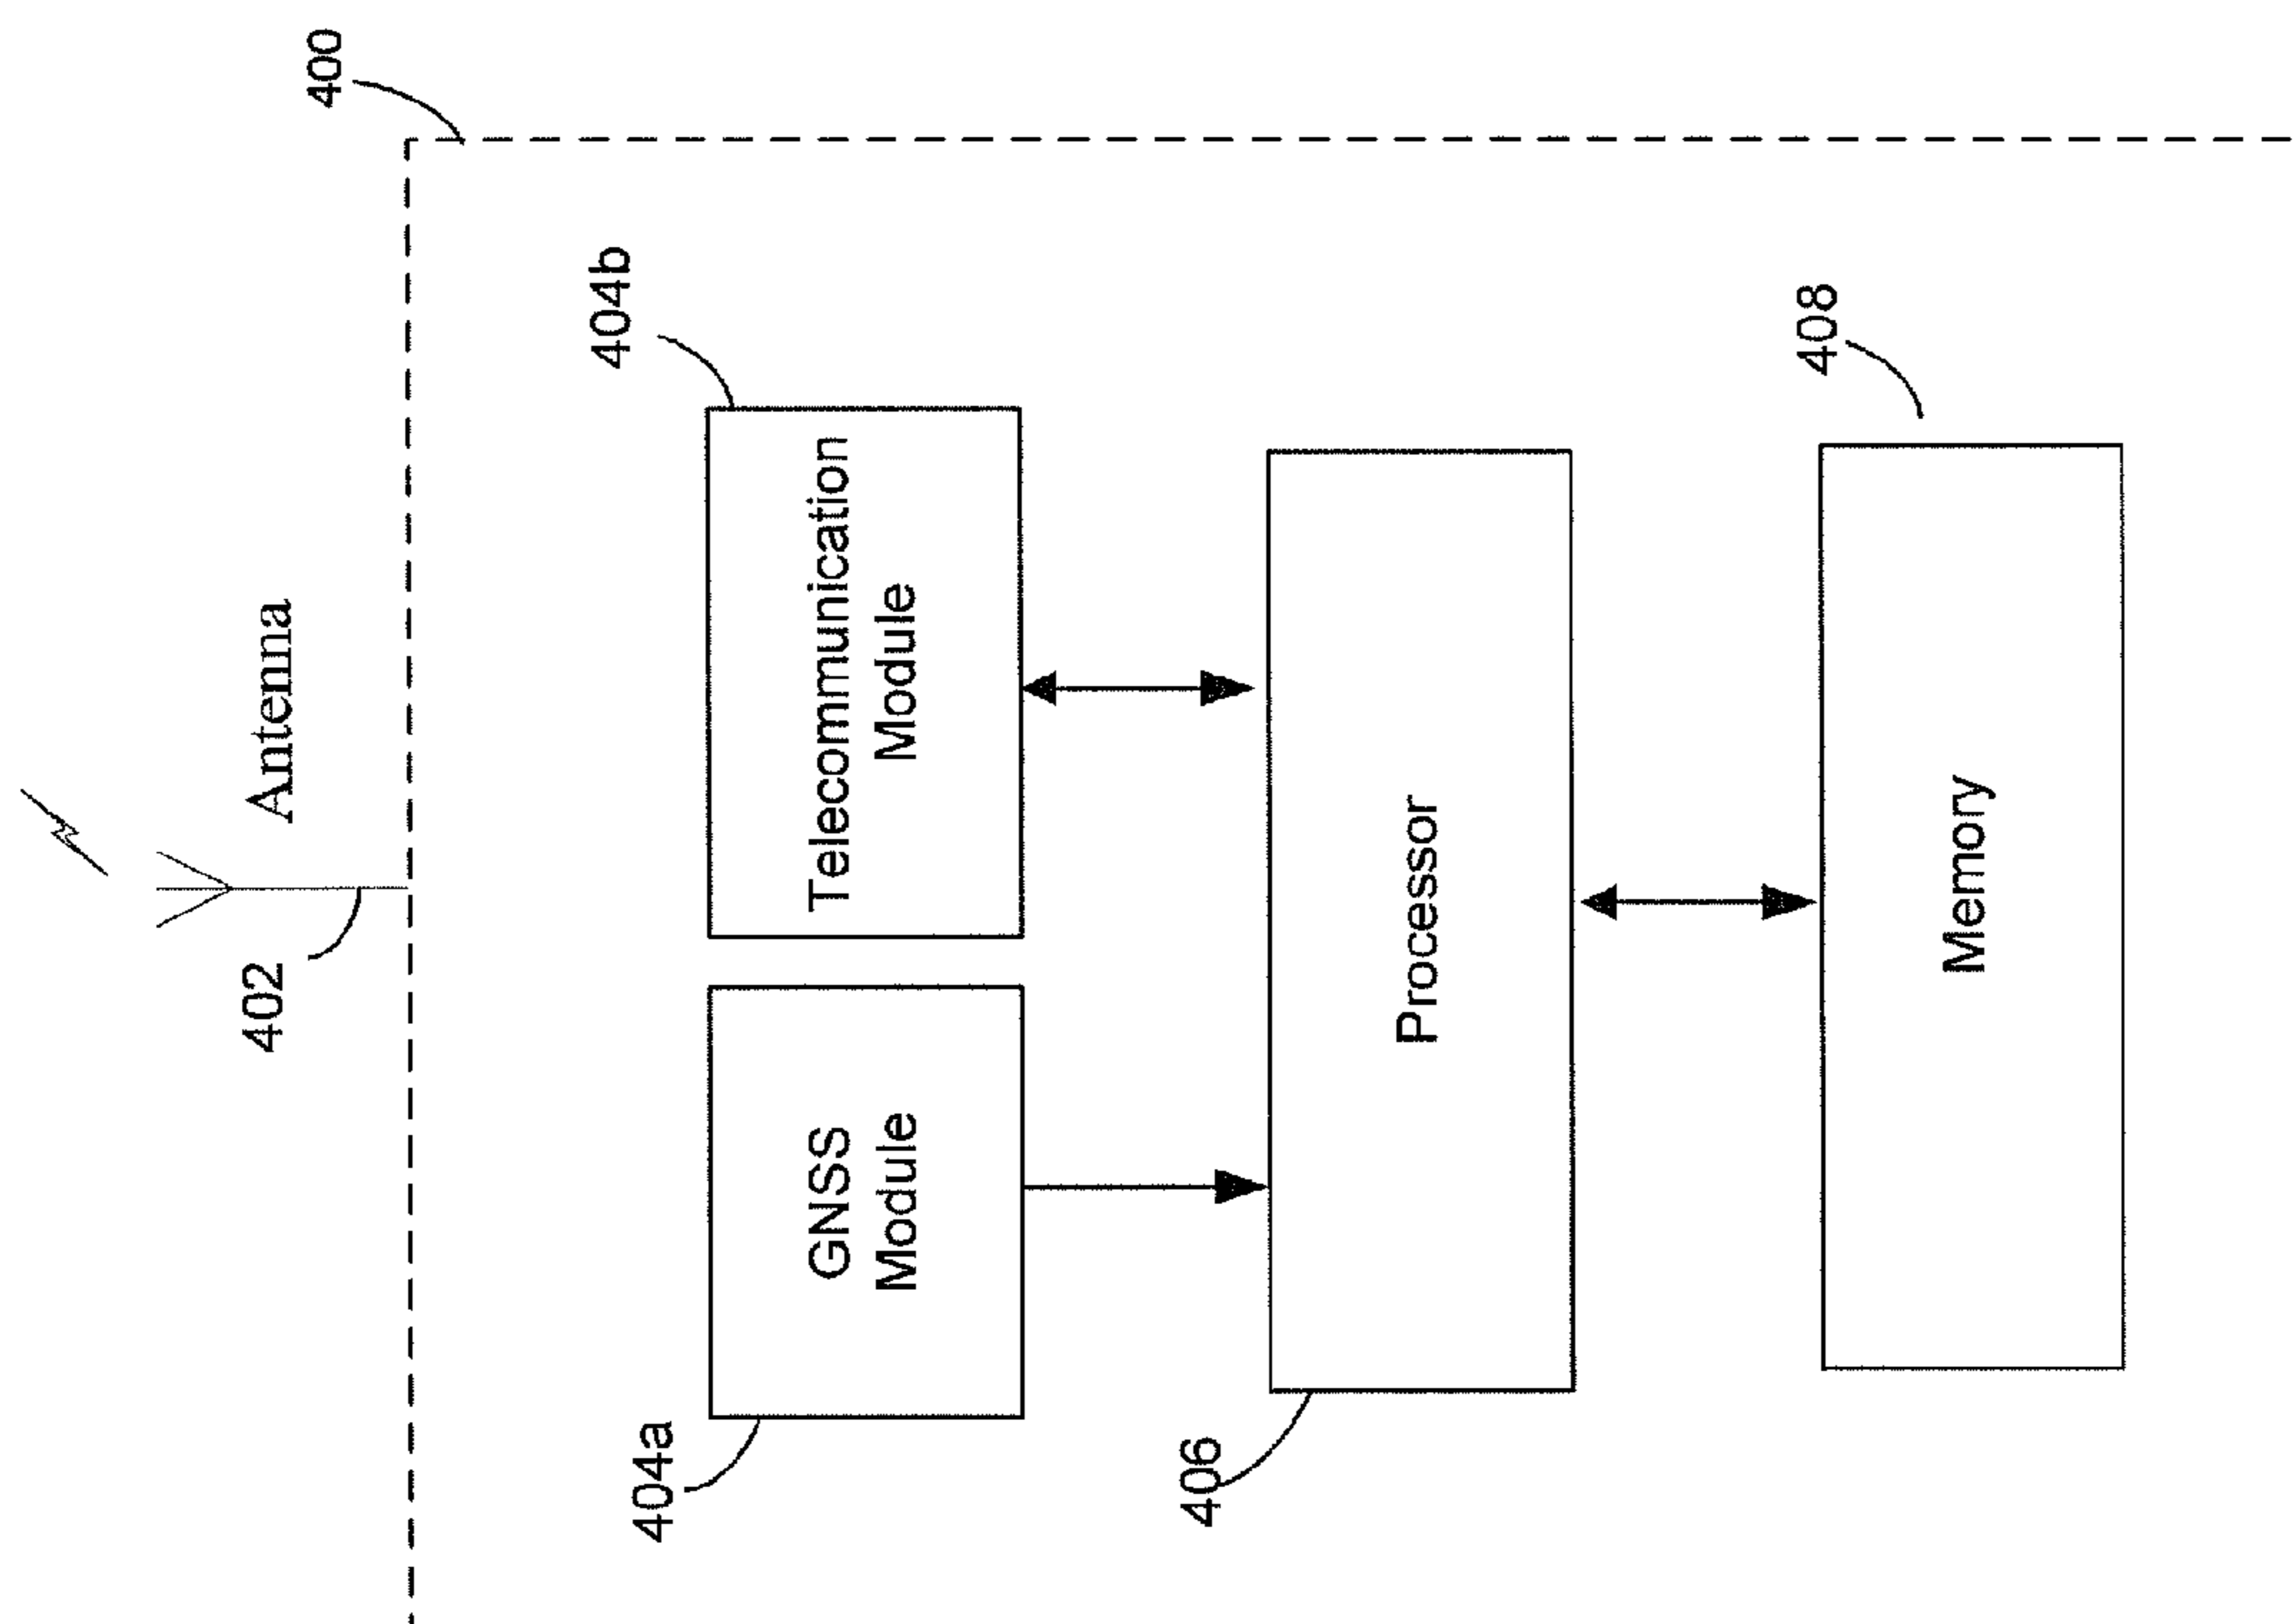 400
Antenna
402
404b
Telecommunication
Module
404a
GNSS
Module
406
Processor
408
Memory